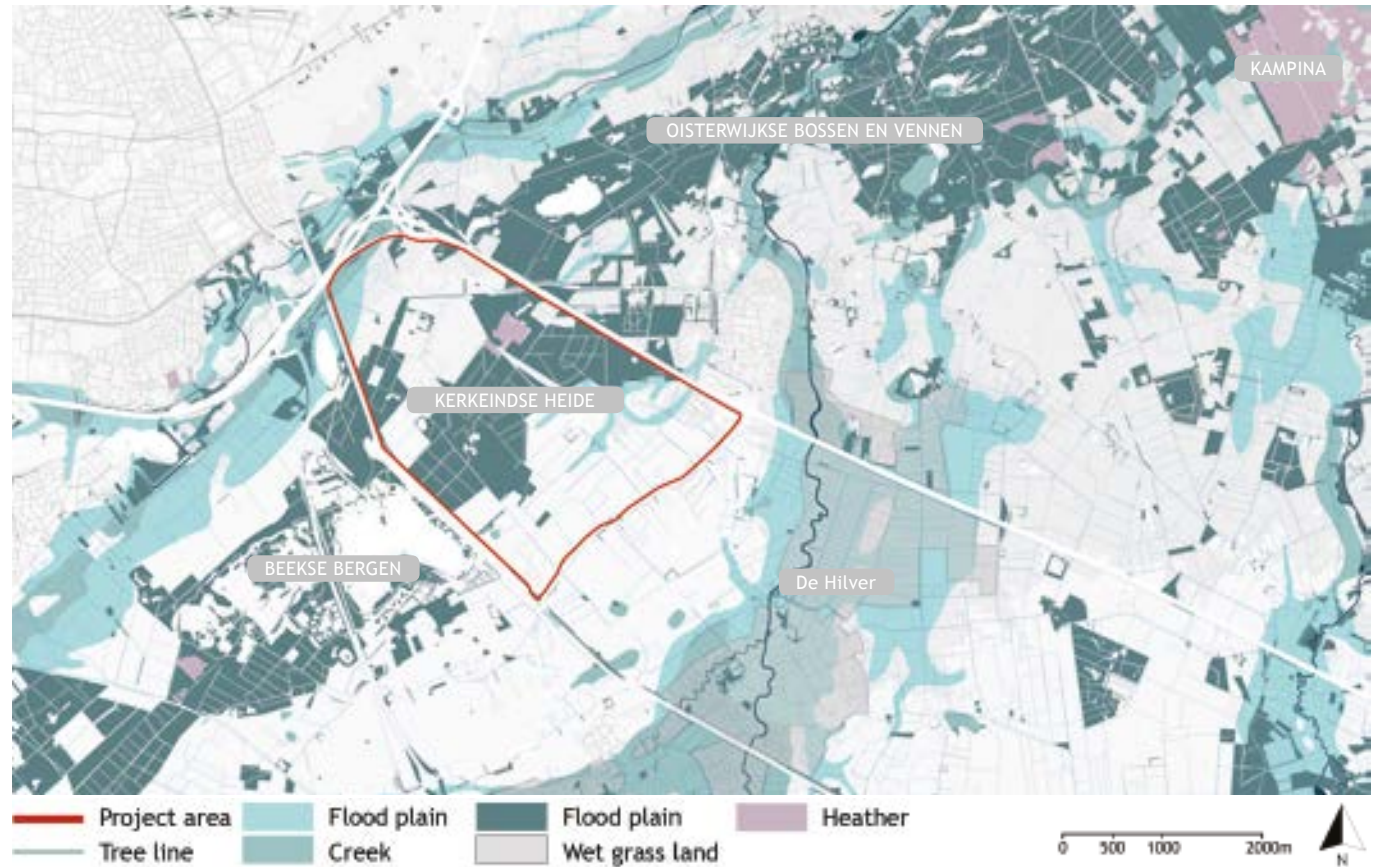 KAMPINA
OISTERWIJKSE BOSSEN EN VENNEN
KERKEINDSE HEIDE
BEEKSE BERGEN
De Hilver
Project area
Flood plain
Flood plain
Heather
Tree line
Creek
Wet grass land
0 500 1000 2000m
N